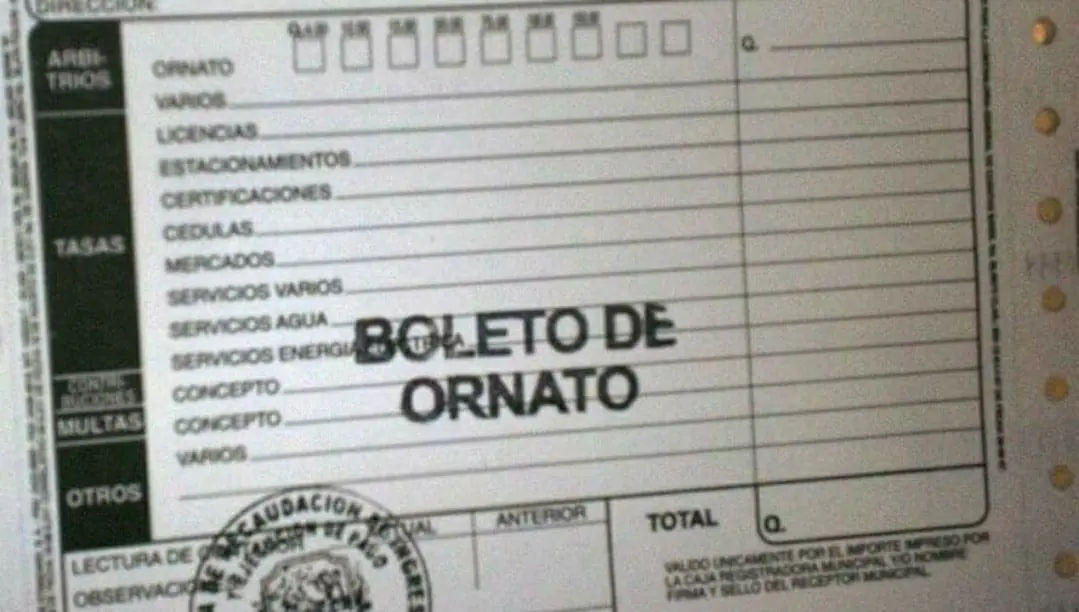 DIRECCION:
ARBI-
TRIOS
ORNATO
Q.
VARIOS
LICENCIAS
ESTACIONAMIENTOS
CERTIFICACIONES
TASAS
CEDULAS
MERCADOS
SERVICIOS VARIOS
SERVICIOS AGUA
SERVICIOS ENERGIA
BOLETO DE
ORNATO
CONTRI-
BUCIONES
CONCEPTO
MULTAS
CONCEPTO
VARIOS
OTROS
ANTERIOR
TOTAL
Q.
LECTURA DE
OBSERVACIO
VALIDO UNICAMENTE POR EL IMPORTE IMPRESO POR
LA CAJA REGISTRADORA MUNICIPAL Y/O NOMBRE
FIRMA Y SELLO DEL RECEPTOR MUNICIPAL